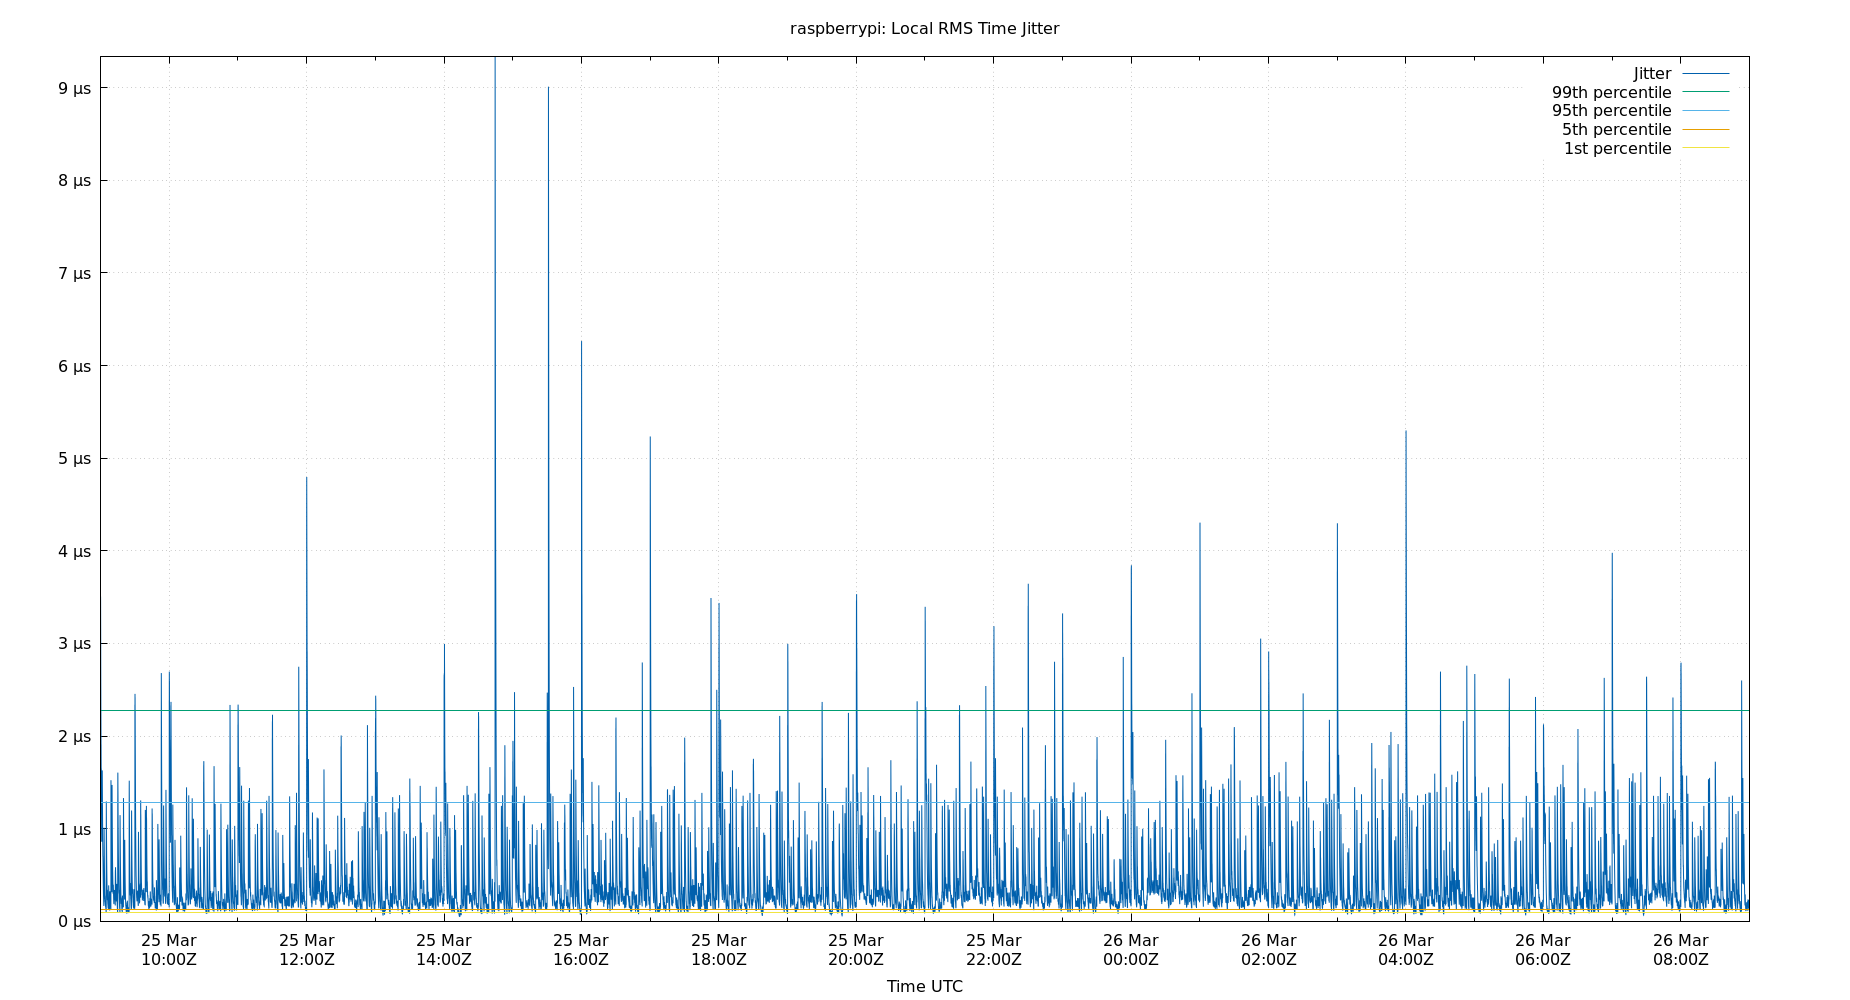 raspberrypi: Local RMS Time Jitter
Jitter
99th percentile
95th percentile
5th percentile
1st percentile
9 µs
8 µs
7 µs
6 µs
5 µs
4 µs
3 µs
2 µs
1 µs
0 µs
25 Mar 25 Mar 25 Mar 25 Mar 25 Mar 25 Mar 25 Mar 26 Mar 26 Mar 26 Mar 26 Mar 26 Mar
10:00Z 12:00Z 14:00Z 16:00Z 18:00Z 20:00Z 22:00Z 00:00Z 02:00Z 04:00Z 06:00Z 08:00Z
Time UTC